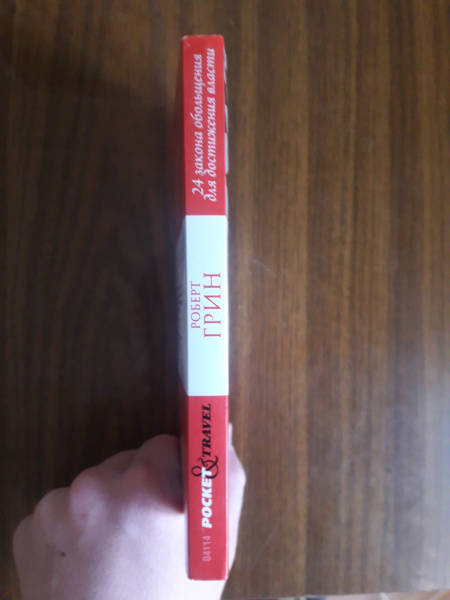 24 закона обольщения
для достижения власти
РОБЕРТ
ГРИН
POCKET
& TRAVEL
04114